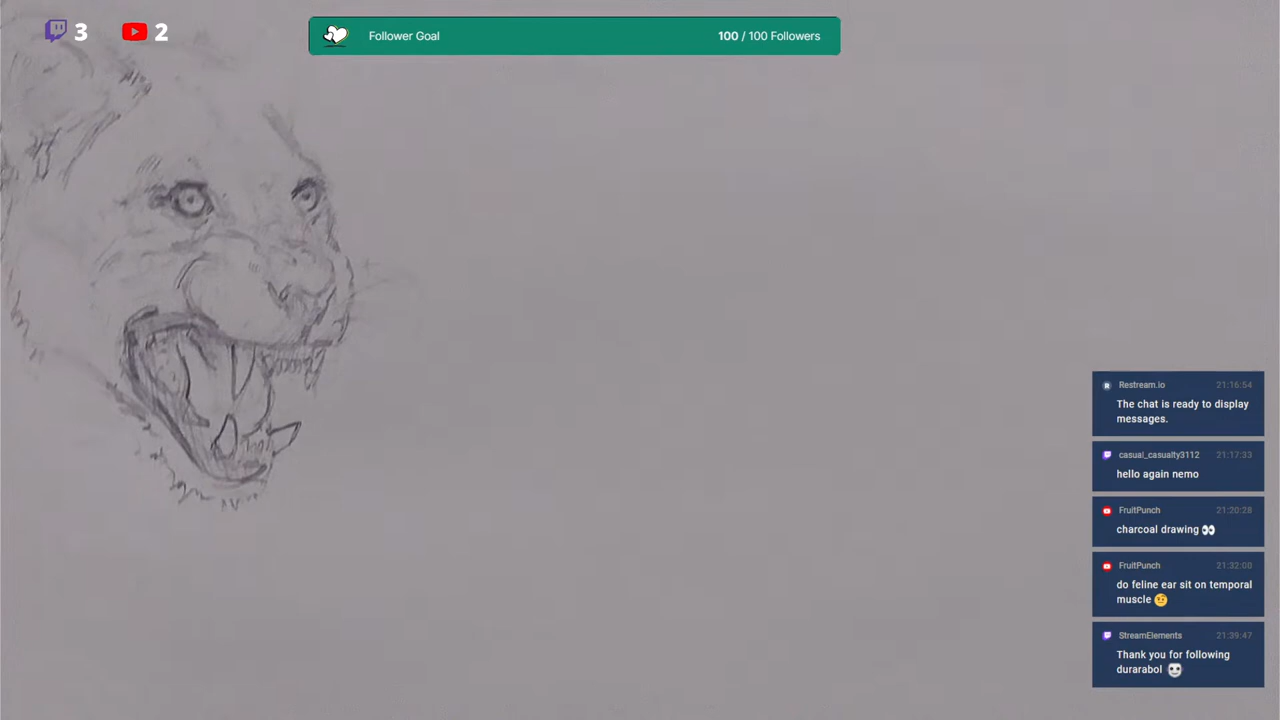 3
2
Follower Goal
100 / 100 Followers
Restream.io 21:16:54
The chat is ready to display
messages.
casual_casualty3112 21:17:33
hello again nemo
FruitPunch 21:20:28
charcoal drawing 👀
FruitPunch 21:32:00
do feline ear sit on temporal
muscle 🤨
StreamElements 21:39:47
Thank you for following
durarabol